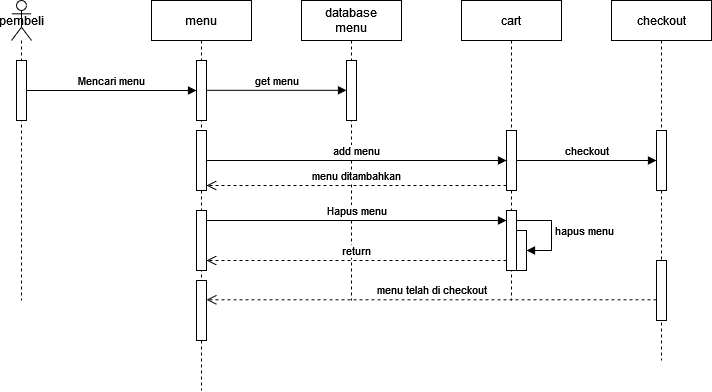 pembeli
menu
database
menu
cart
checkout
Mencari menu
get menu
add menu
checkout
menu ditambahkan
Hapus menu
hapus menu
return
menu telah di checkout